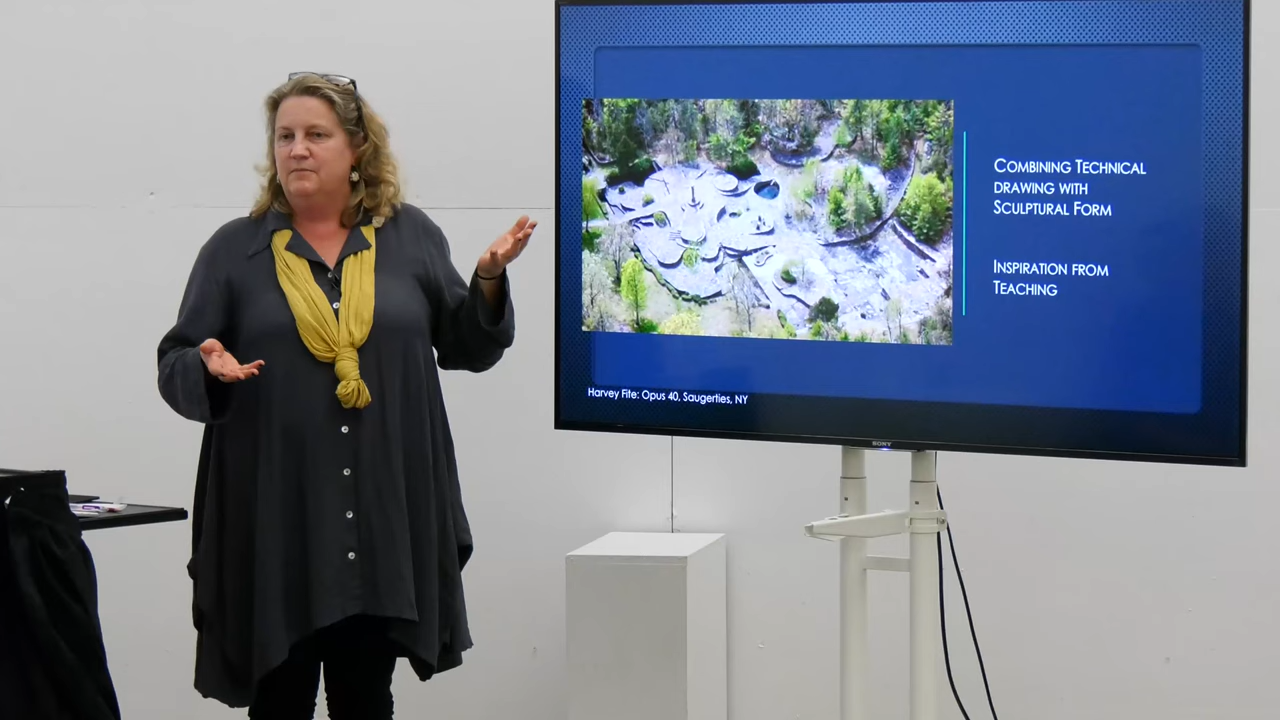 COMBINING TECHNICAL
DRAWING WITH
SCULPTURAL FORM
INSPIRATION FROM
TEACHING
Harvey Fite: Opus 40, Saugerties, NY
SONY